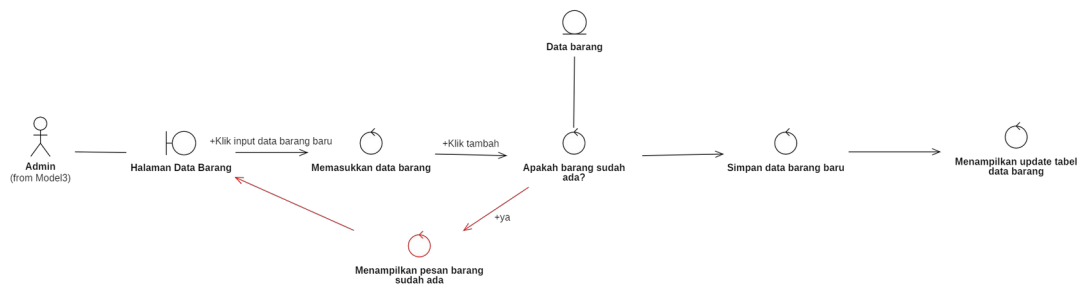 Data barang
+Klik input data barang baru
+Klik tambah
Admin
(from Model3)
Halaman Data Barang
Memasukkan data barang
Apakah barang sudah
ada?
Simpan data barang baru
Menampilkan update tabel
data barang
+ya
Menampilkan pesan barang
sudah ada